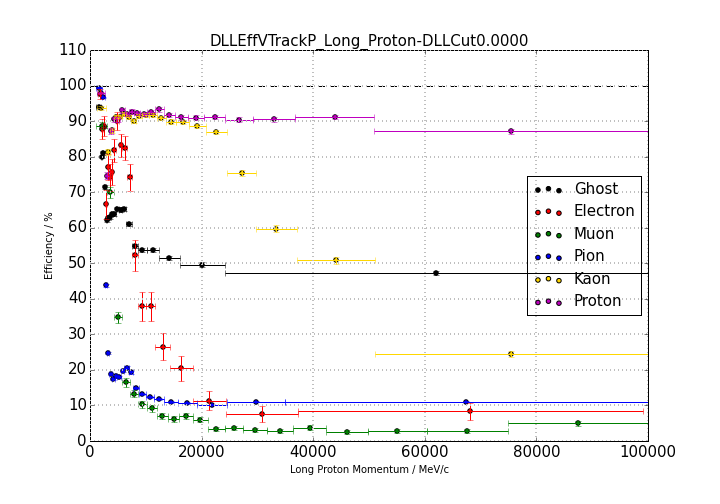 DLLEffVTrackP_Long_Proton-DLLCut0.0000
110
100
90
80
70
60
50
40
30
20
10
0
Efficiency / %
Ghost
Electron
Muon
Pion
Kaon
Proton
0 20000 40000 60000 80000 100000
Long Proton Momentum / MeV/c